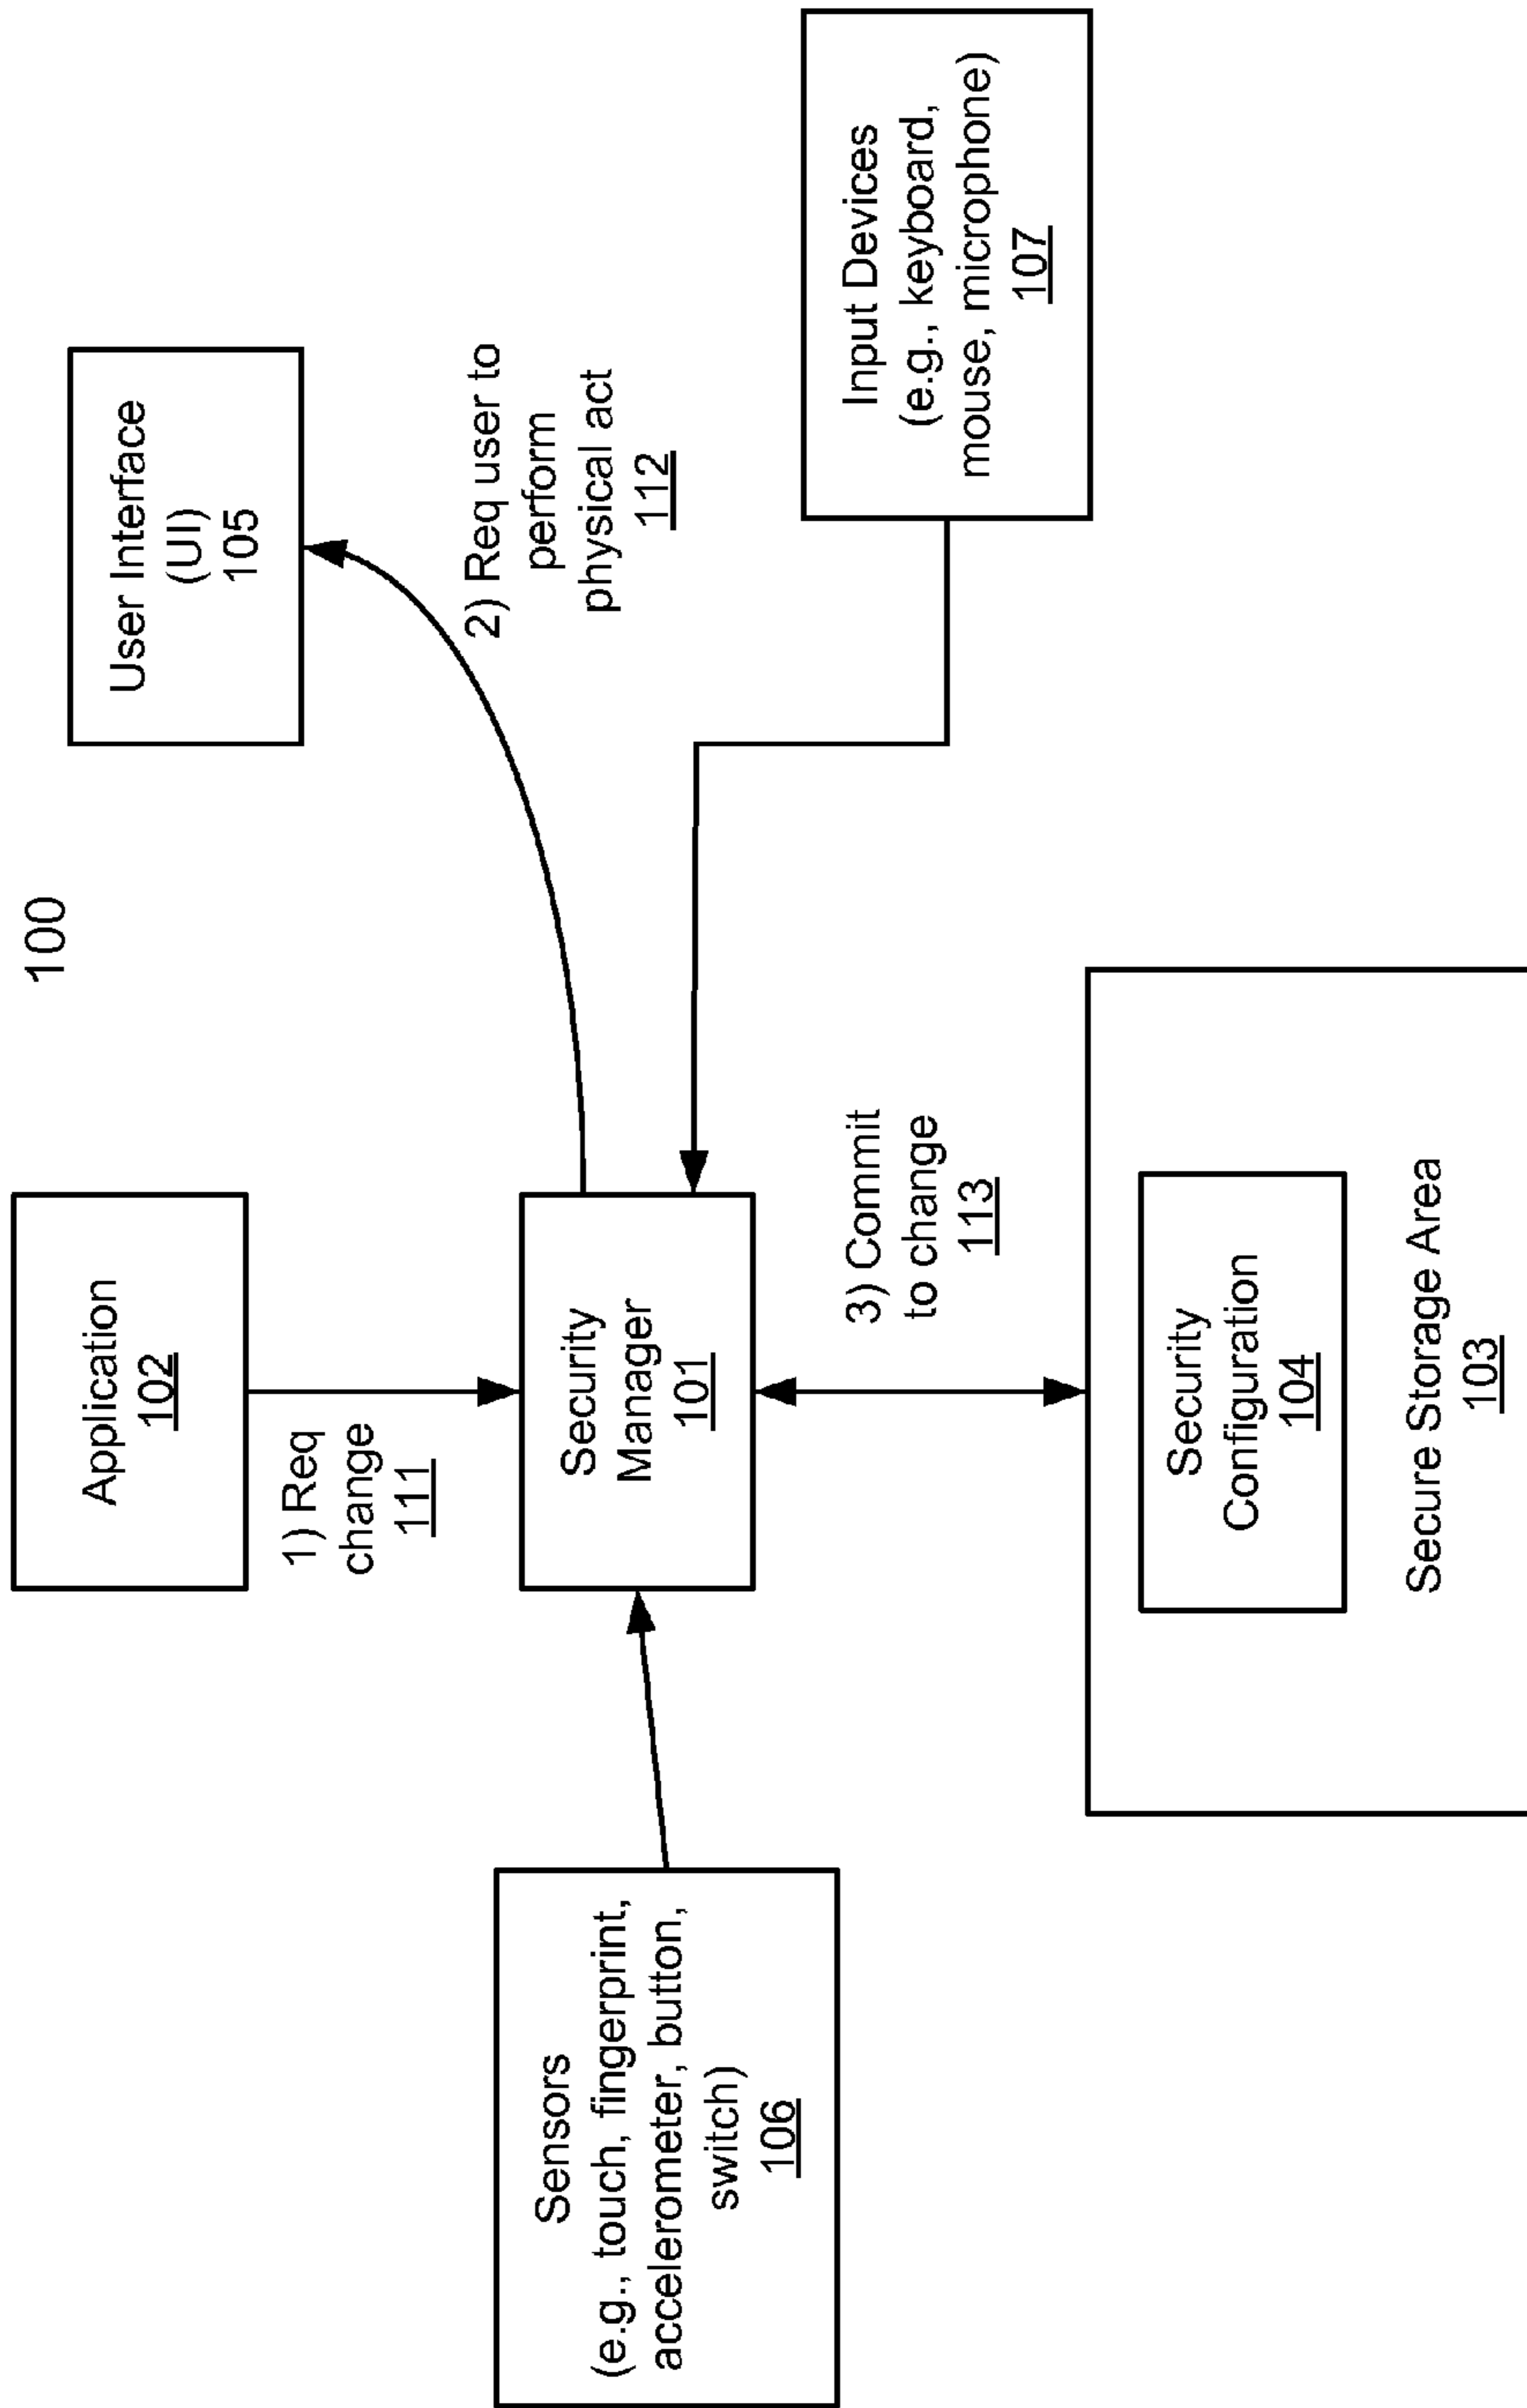 100
Application
102
User Interface
(UI)
105
1) Req
change
111
2) Req user to
perform
physical act
112
Sensors
(e.g., touch, fingerprint,
accelerometer, button,
switch)
106
Security
Manager
101
Input Devices
(e.g., keyboard,
mouse, microphone)
107
3) Commit
to change
113
Security
Configuration
104
Secure Storage Area
103